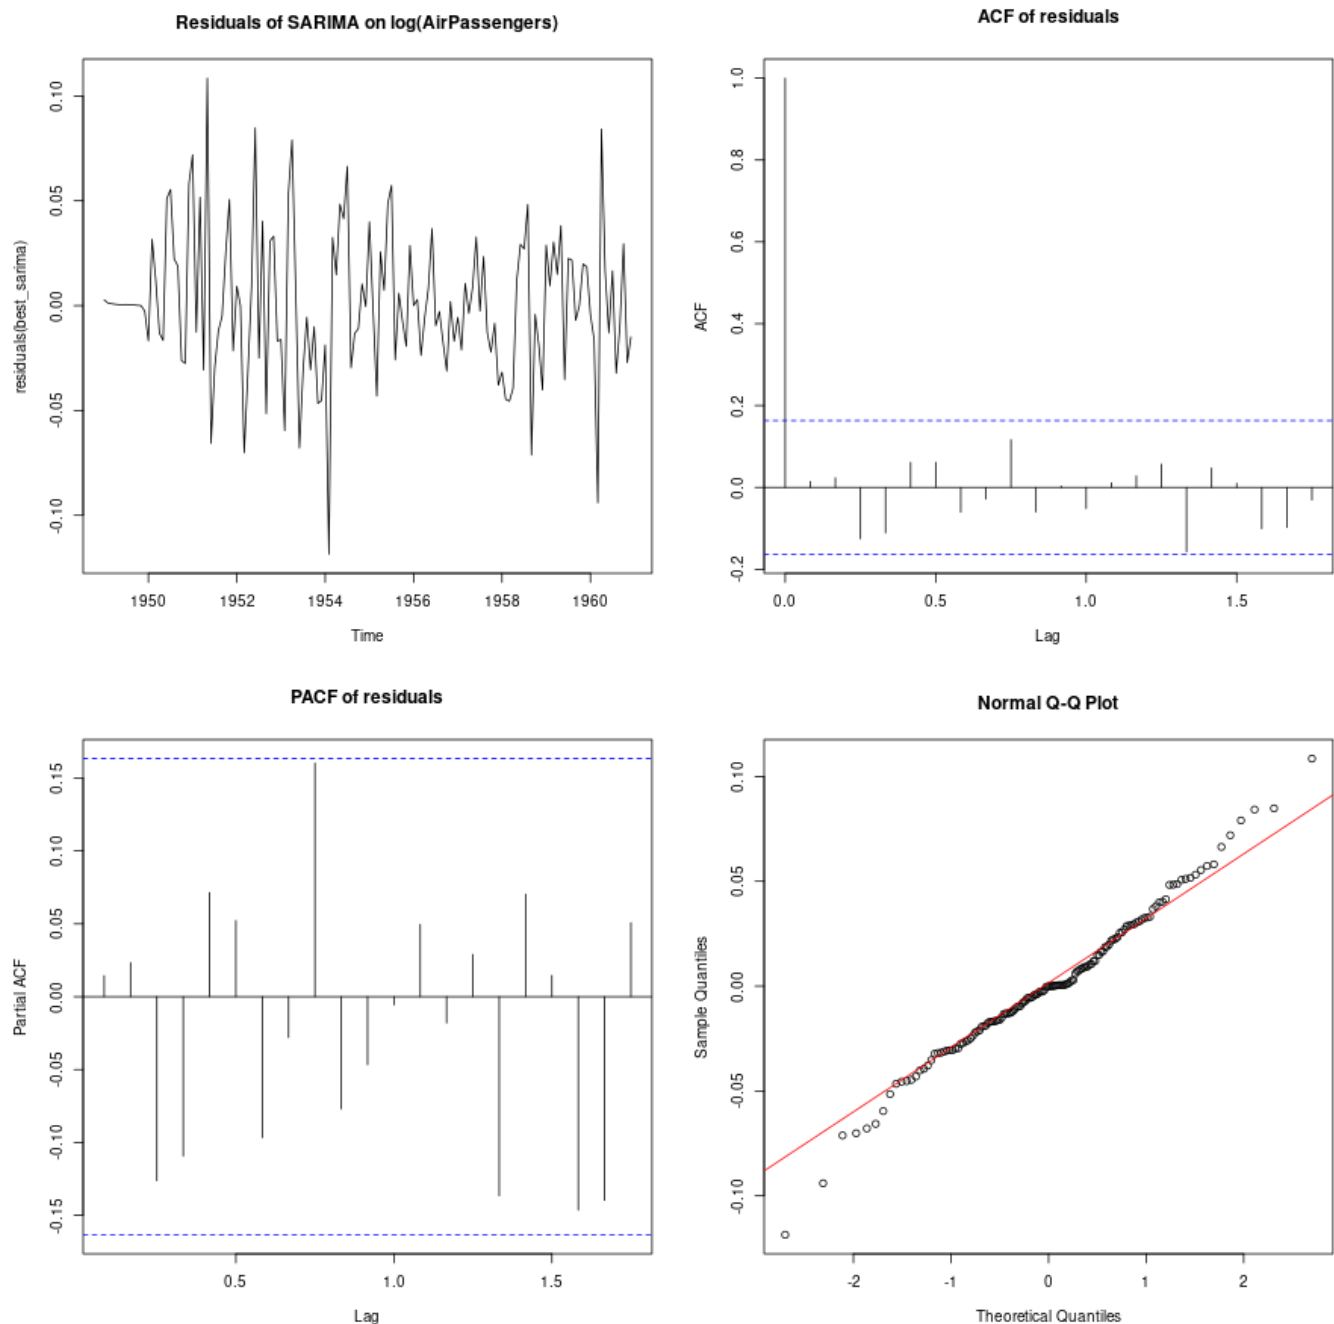 Residuals of SARIMA on log(AirPassengers)
residuals(best_sarima)
0.10
0.05
0.00
-0.05
-0.10
1950 1952 1954 1956 1958 1960
Time
ACF of residuals
ACF
1.0
0.8
0.6
0.4
0.2
0.0
-0.2
0.0 0.5 1.0 1.5
Lag
PACF of residuals
Partial ACF
0.15
0.10
0.05
0.00
-0.05
-0.10
-0.15
0.5 1.0 1.5
Lag
Normal Q-Q Plot
Sample Quantiles
0.10
0.05
0.00
-0.05
-0.10
-2 -1 0 1 2
Theoretical Quantiles